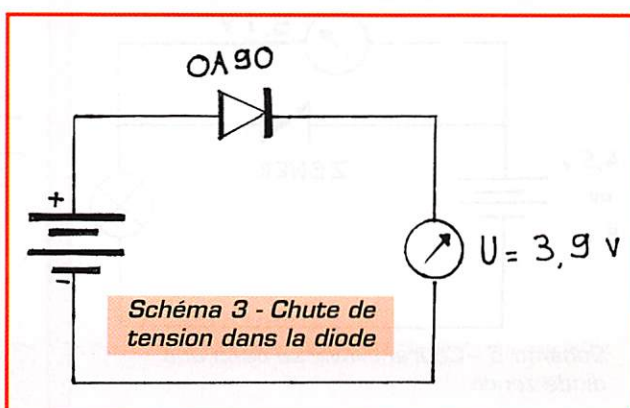 OA90
+
-
U = 3,9 v
Schéma 3 - Chute de
tension dans la diode